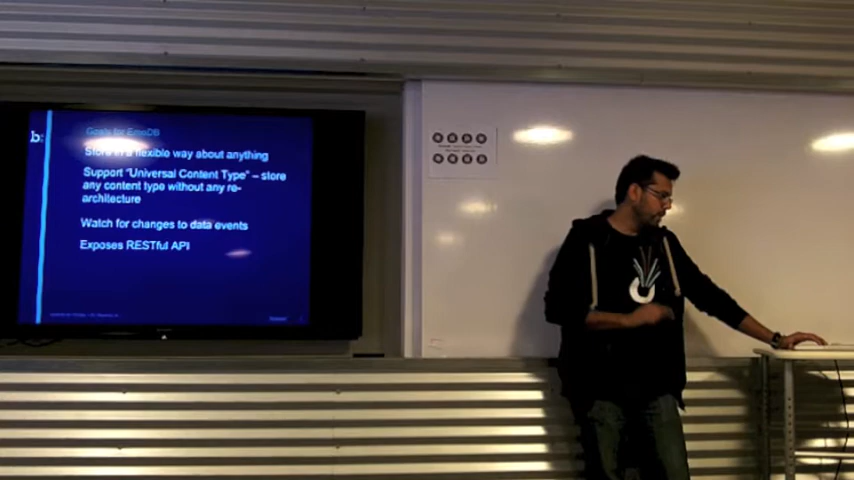 b:
Goals for EmoDB
Store in a flexible way about anything
Support "Universal Content Type" – store
any content type without any re-
architecture
Watch for changes to data events
Exposes RESTful API